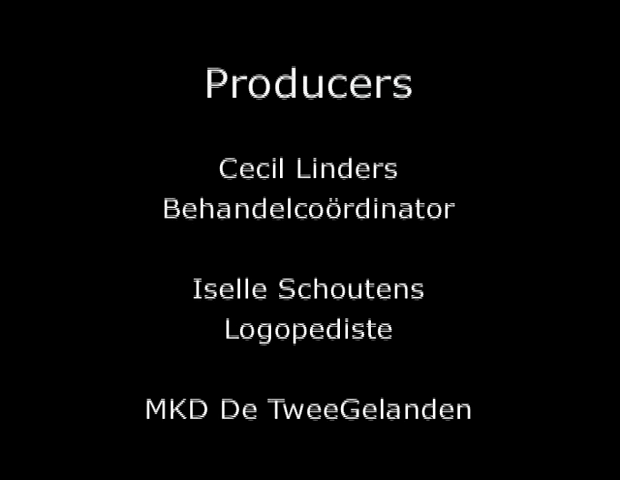 Producers
Cecil Linders
Behandelcoördinator
Iselle Schoutens
Logopediste
MKD De TweeGelanden